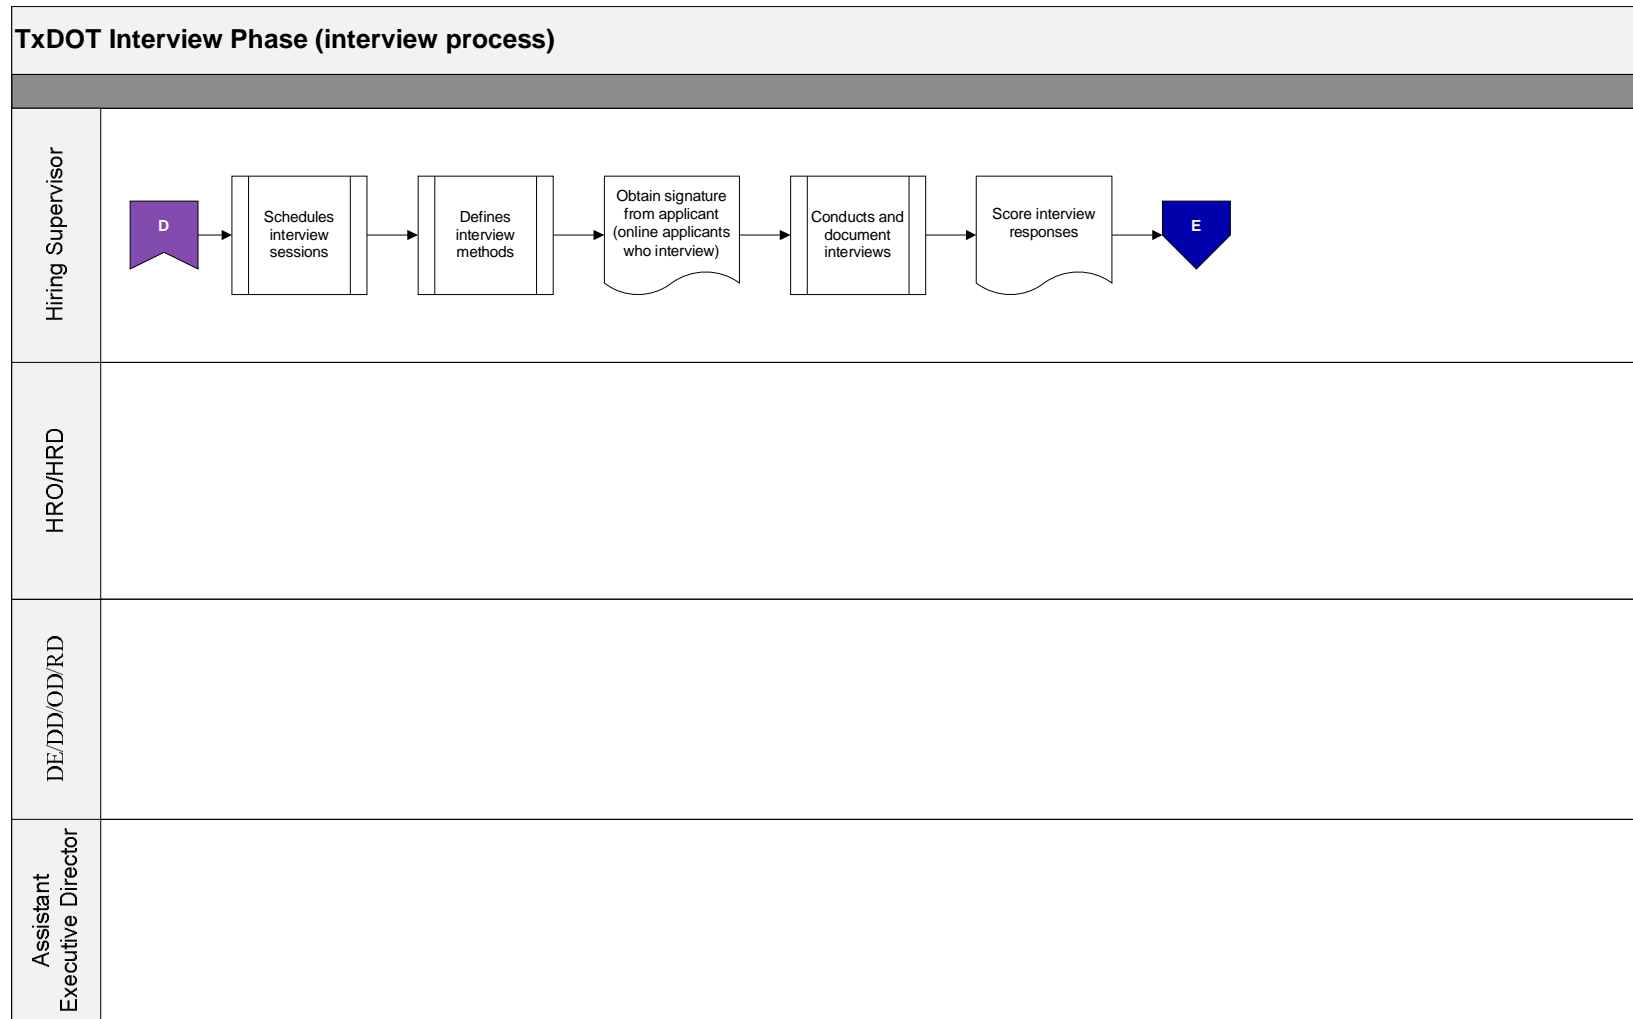 TxDOT Interview Phase (interview process)
Hiring Supervisor
D
Schedules
interview
sessions
Defines
interview
methods
Obtain signature
from applicant
(online applicants
who interview)
Conducts and
document
interviews
Score interview
responses
E
HRO/HRD
DE/DD/OD/RD
Assistant
Executive Director